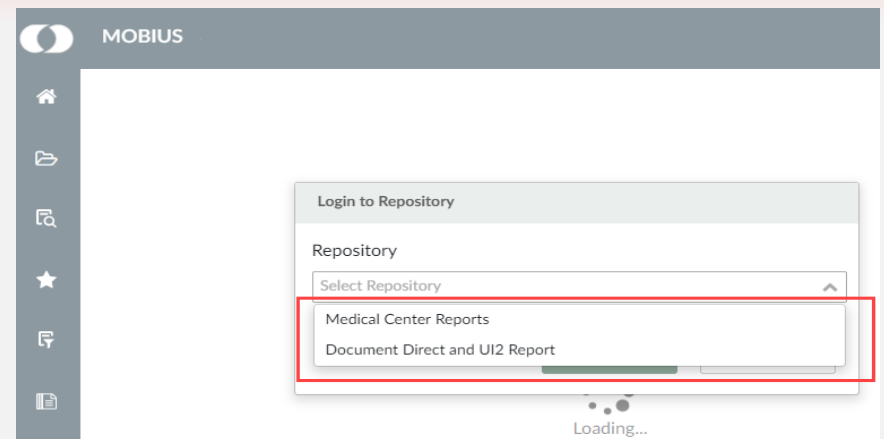 MOBIUS
Login to Repository
Repository
Select Repository
Medical Center Reports
Document Direct and UI2 Report
Loading...